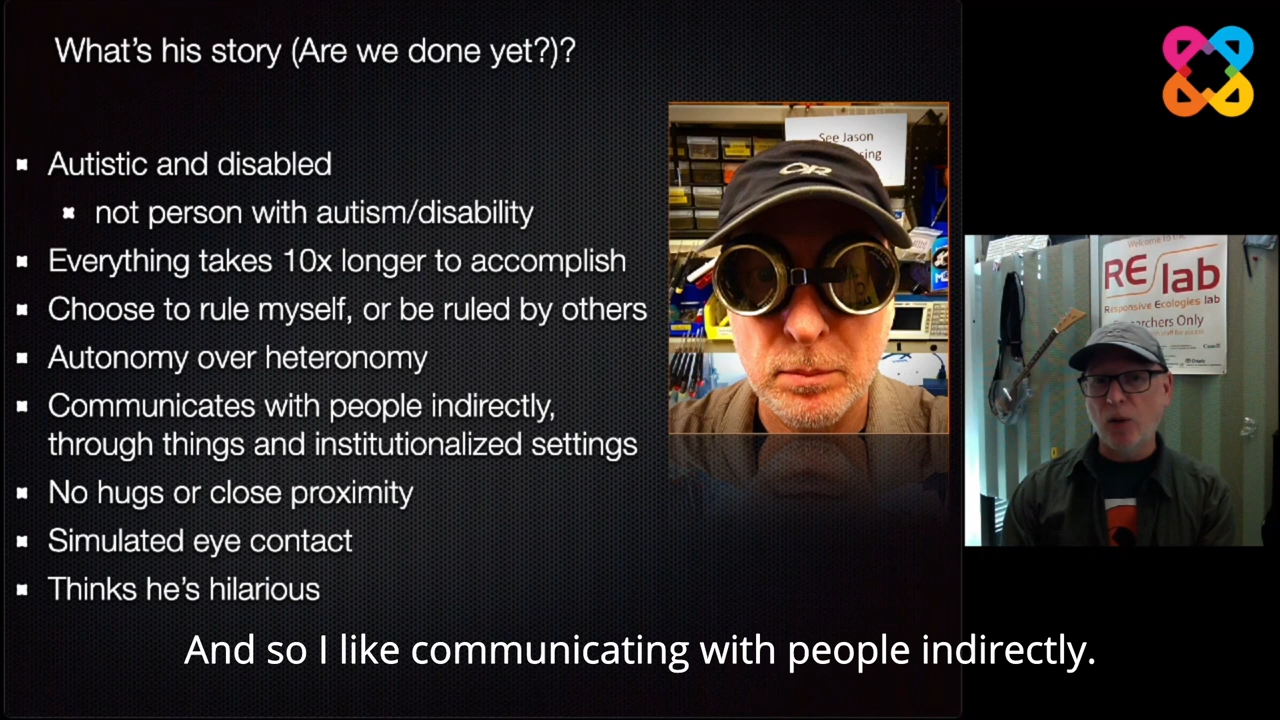 What's his story (Are we done yet?)?
Autistic and disabled
not person with autism/disability
Everything takes 10x longer to accomplish
Choose to rule myself, or be ruled by others
Autonomy over heteronomy
Communicates with people indirectly,
through things and institutionalized settings
No hugs or close proximity
Simulated eye contact
Thinks he's hilarious
See Jason
OR
Welcome to the
RE/lab
Responsive Ecologies lab
Only
And so I like communicating with people indirectly.